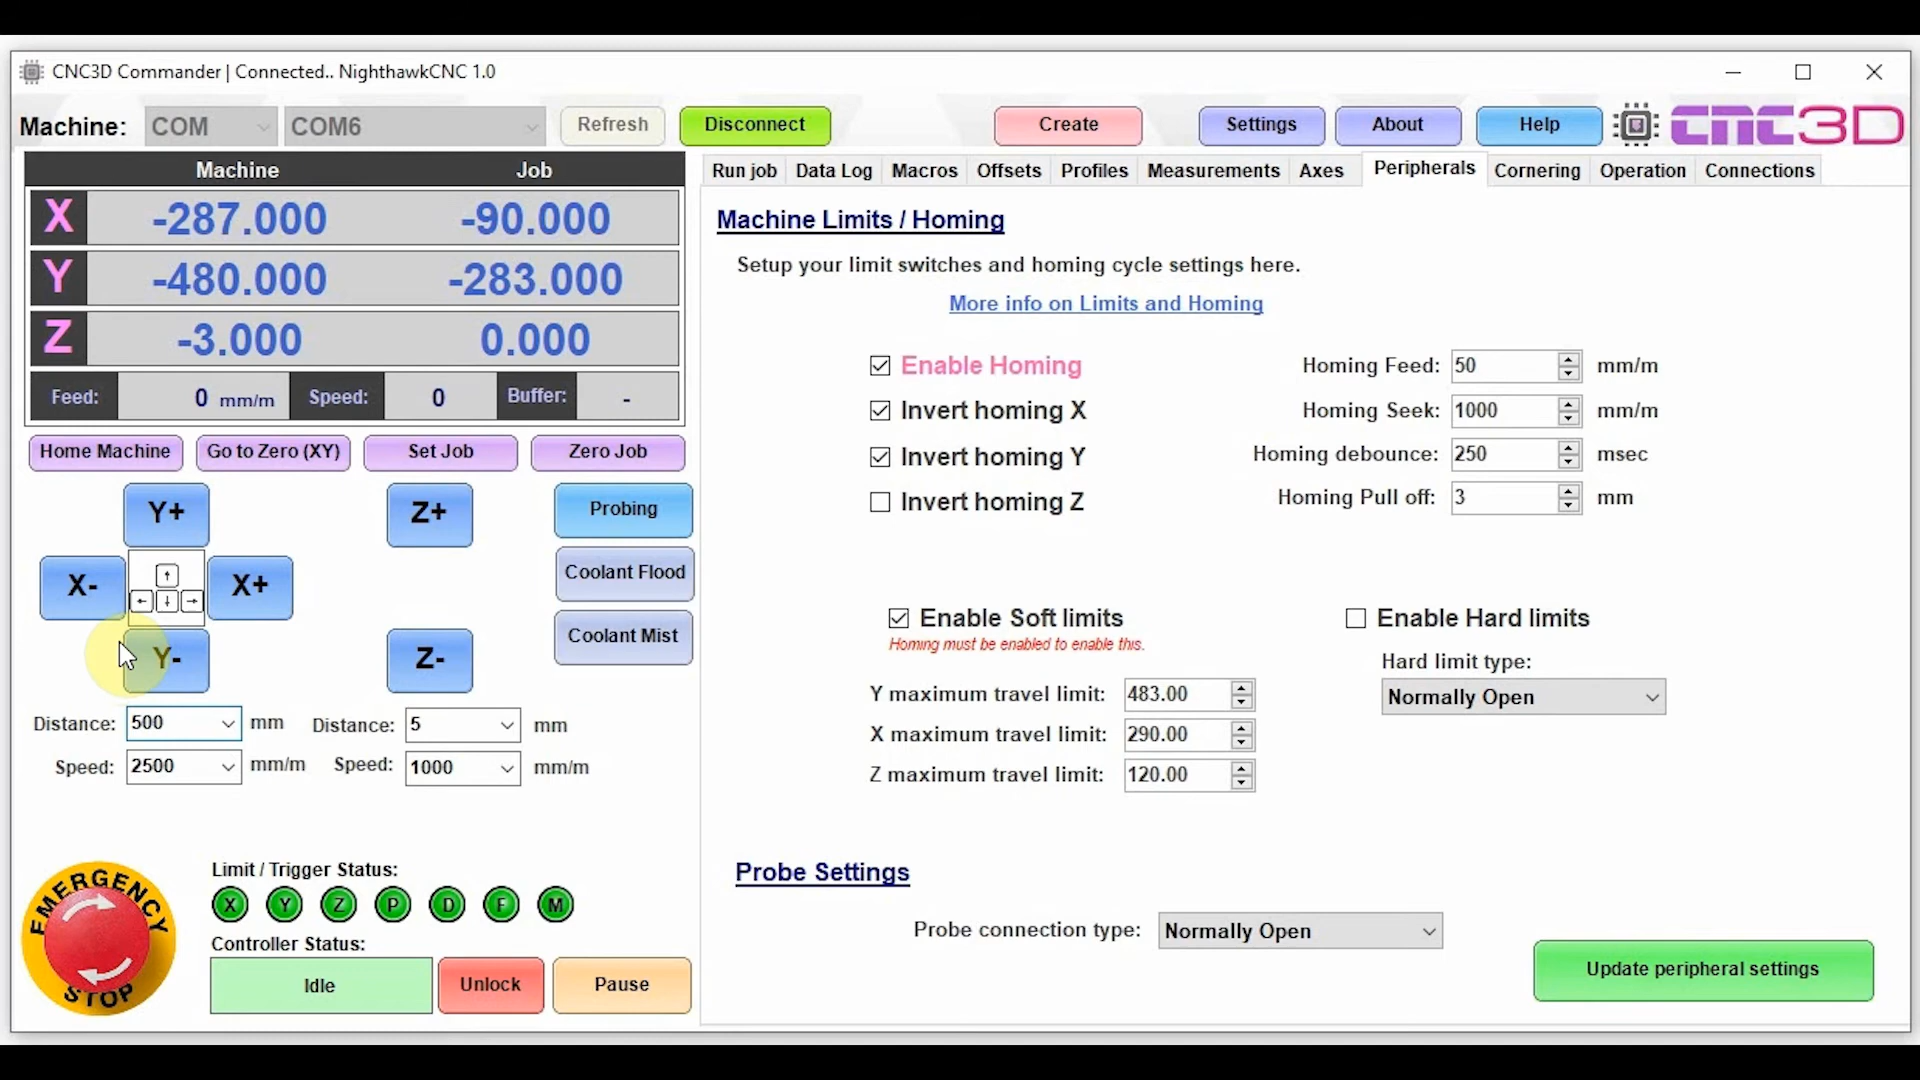 CNC3D Commander | Connected.. NighthawkCNC 1.0
Machine: COM COM6 Refresh Disconnect Create Settings About Help CNC3D
Machine Job
X -287.000 -90.000
Y -480.000 -283.000
Z -3.000 0.000
Feed: 0 mm/m Speed: 0 Buffer: -
Home Machine Go to Zero (XY) Set Job Zero Job
Y+ Z+ Probing
X- X+ Coolant Flood
Y- Z- Coolant Mist
Distance: 500 mm Distance: 5 mm
Speed: 2500 mm/m Speed: 1000 mm/m
EMERGENCY
STOP
Limit / Trigger Status:
X Y Z P D F M
Controller Status:
Idle Unlock Pause
Run job Data Log Macros Offsets Profiles Measurements Axes Peripherals Cornering Operation Connections
Machine Limits / Homing
Setup your limit switches and homing cycle settings here.
More info on Limits and Homing
Enable Homing Homing Feed: 50 mm/m
Invert homing X Homing Seek: 1000 mm/m
Invert homing Y Homing debounce: 250 msec
Invert homing Z Homing Pull off: 3 mm
Enable Soft limits Enable Hard limits
Homing must be enabled to enable this.
Hard limit type:
Normally Open
Y maximum travel limit: 483.00
X maximum travel limit: 290.00
Z maximum travel limit: 120.00
Probe Settings
Probe connection type: Normally Open
Update peripheral settings